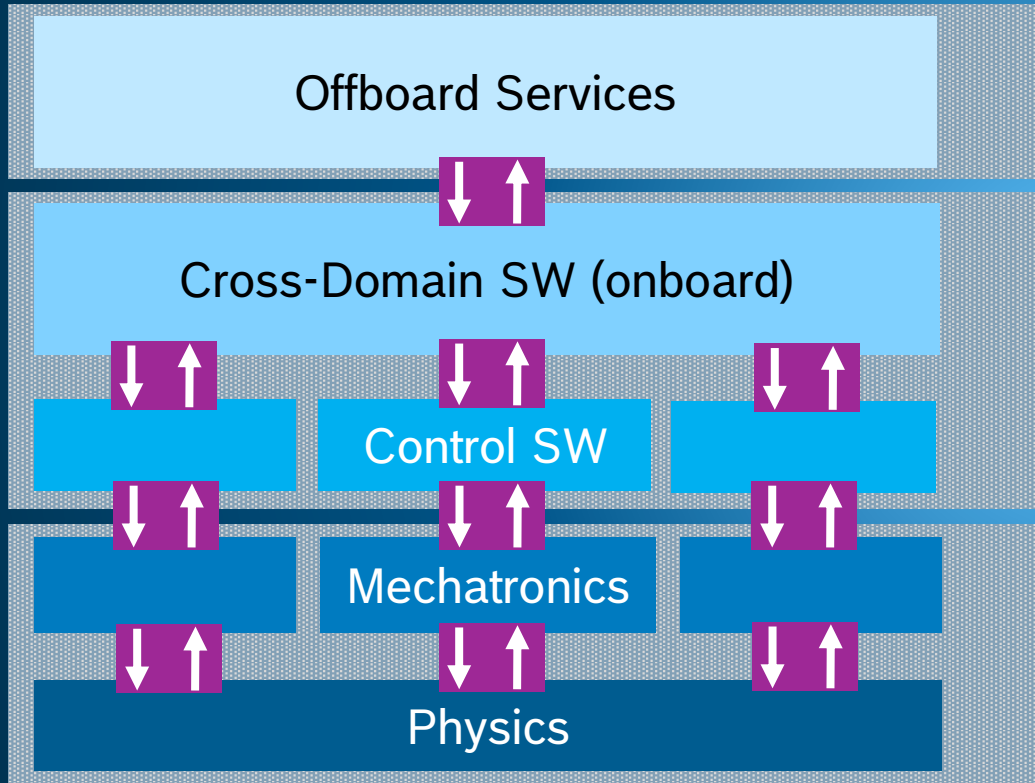 Offboard Services
Cross-Domain SW (onboard)
Control SW
Mechatronics
Physics